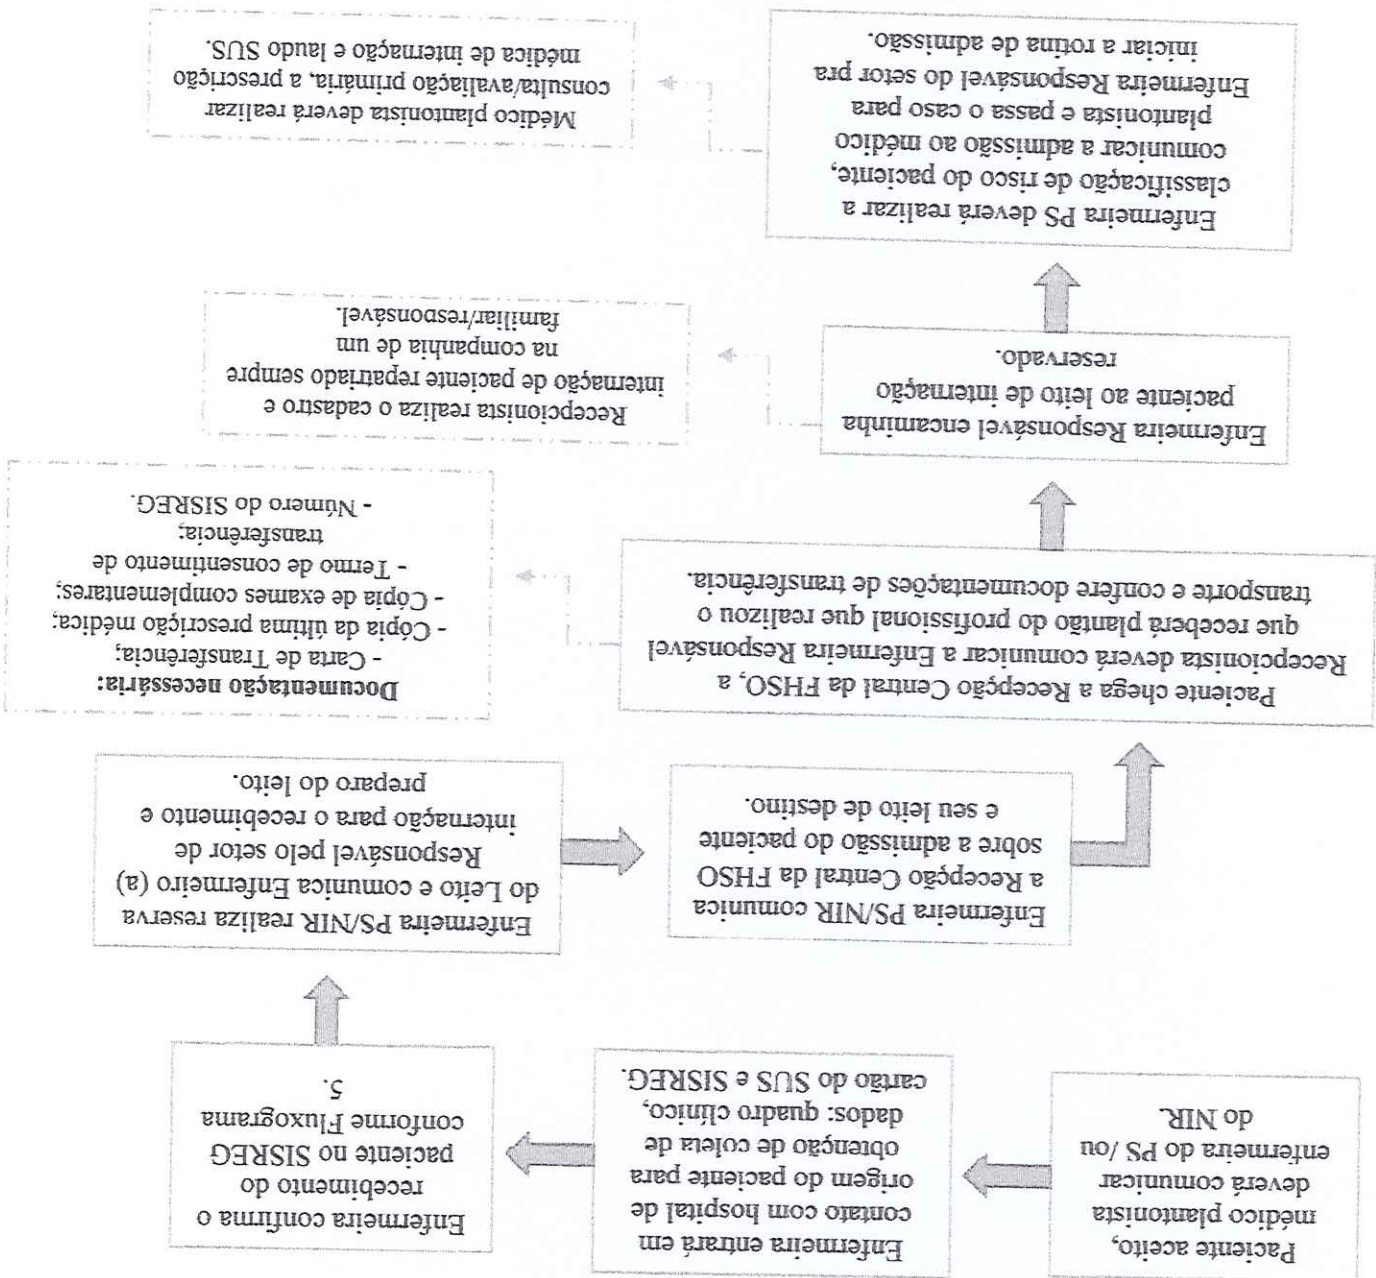 Paciente aceito,
médico plantonista
deverá comunicar
enfermeira do PS /ou
do NIR.
Enfermeira entrará em
contato com hospital de
origem do paciente para
obtenção de coleta de
dados: quadro clínico,
cartão do SUS e SISREG.
Enfermeira confirma o
recebimento do
paciente no SISREG
conforme Fluxograma
5.
Enfermeira PS/NIR realiza reserva
do Leito e comunica Enfermeiro (a)
Responsável pelo setor de
internação para o recebimento e
preparo do leito.
Enfermeira PS/NIR comunica
a Recepção Central da FHSO
sobre a admissão do paciente
e seu leito de destino.
Paciente chega a Recepção Central da FHSO, a
Recepcionista deverá comunicar a Enfermeira Responsável
que receberá plantão do profissional que realizou o
transporte e confere documentações de transferência.
Documentação necessária:
- Carta de Transferência;
- Cópia da última prescrição médica;
- Cópia de exames complementares;
- Termo de consentimento de
transferência;
- Número do SISREG.
Enfermeira Responsável encaminha
paciente ao leito de internação
reservado.
Recepcionista realiza o cadastro e
internação de paciente repatriado sempre
na companhia de um
familiar/responsável.
Enfermeira PS deverá realizar a
classificação de risco do paciente,
comunicar a admissão ao médico
plantonista e passa o caso para
Enfermeira Responsável do setor pra
iniciar a rotina de admissão.
Médico plantonista deverá realizar
consulta/avaliação primária, a prescrição
médica de internação e laudo SUS.